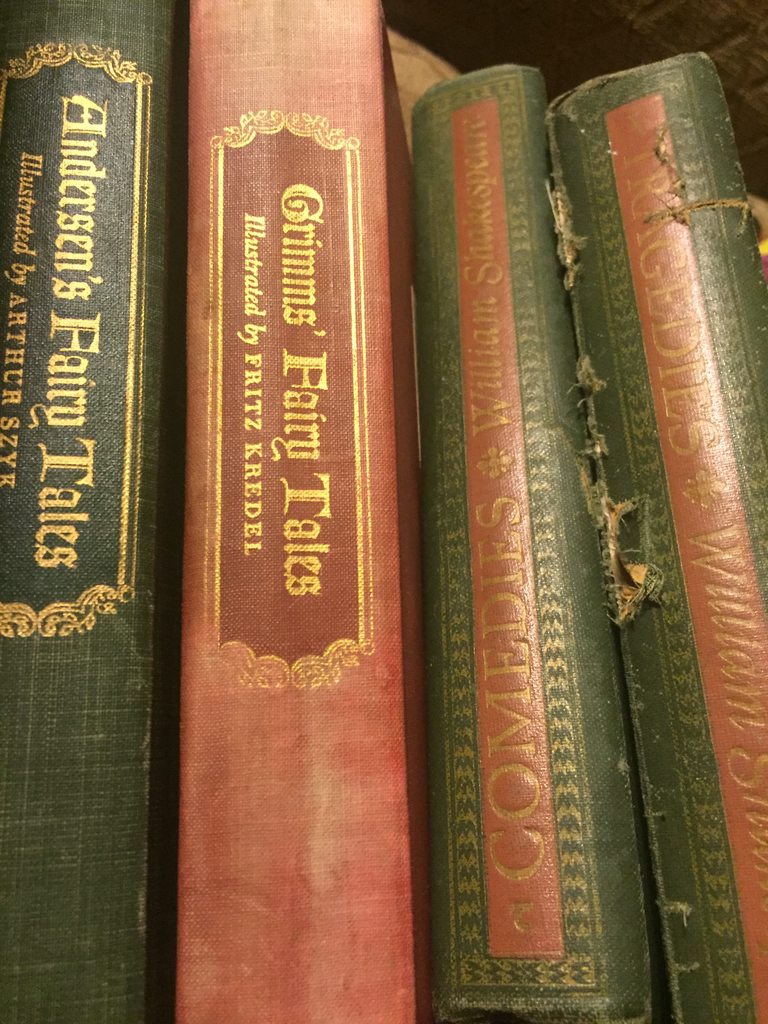 Andersen's Fairy Tales
Illustrated by ARTHUR SZYK
Grimms' Fairy Tales
Illustrated by FRITZ KREDEL
COMEDIES William Shakespeare
TRAGEDIES William